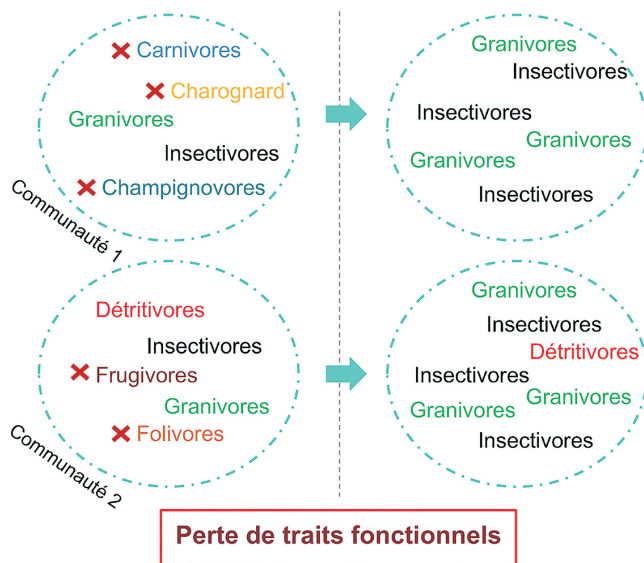 Carnivores
Charognard
Granivores
Insectivores
Champignovores
Communauté 1
Granivores
Insectivores
Insectivores
Granivores
Granivores
Insectivores
Détritivores
Insectivores
Frugivores
Granivores
Folivores
Communauté 2
Granivores
Insectivores
Détritivores
Insectivores
Granivores
Granivores
Insectivores
Perte de traits fonctionnels